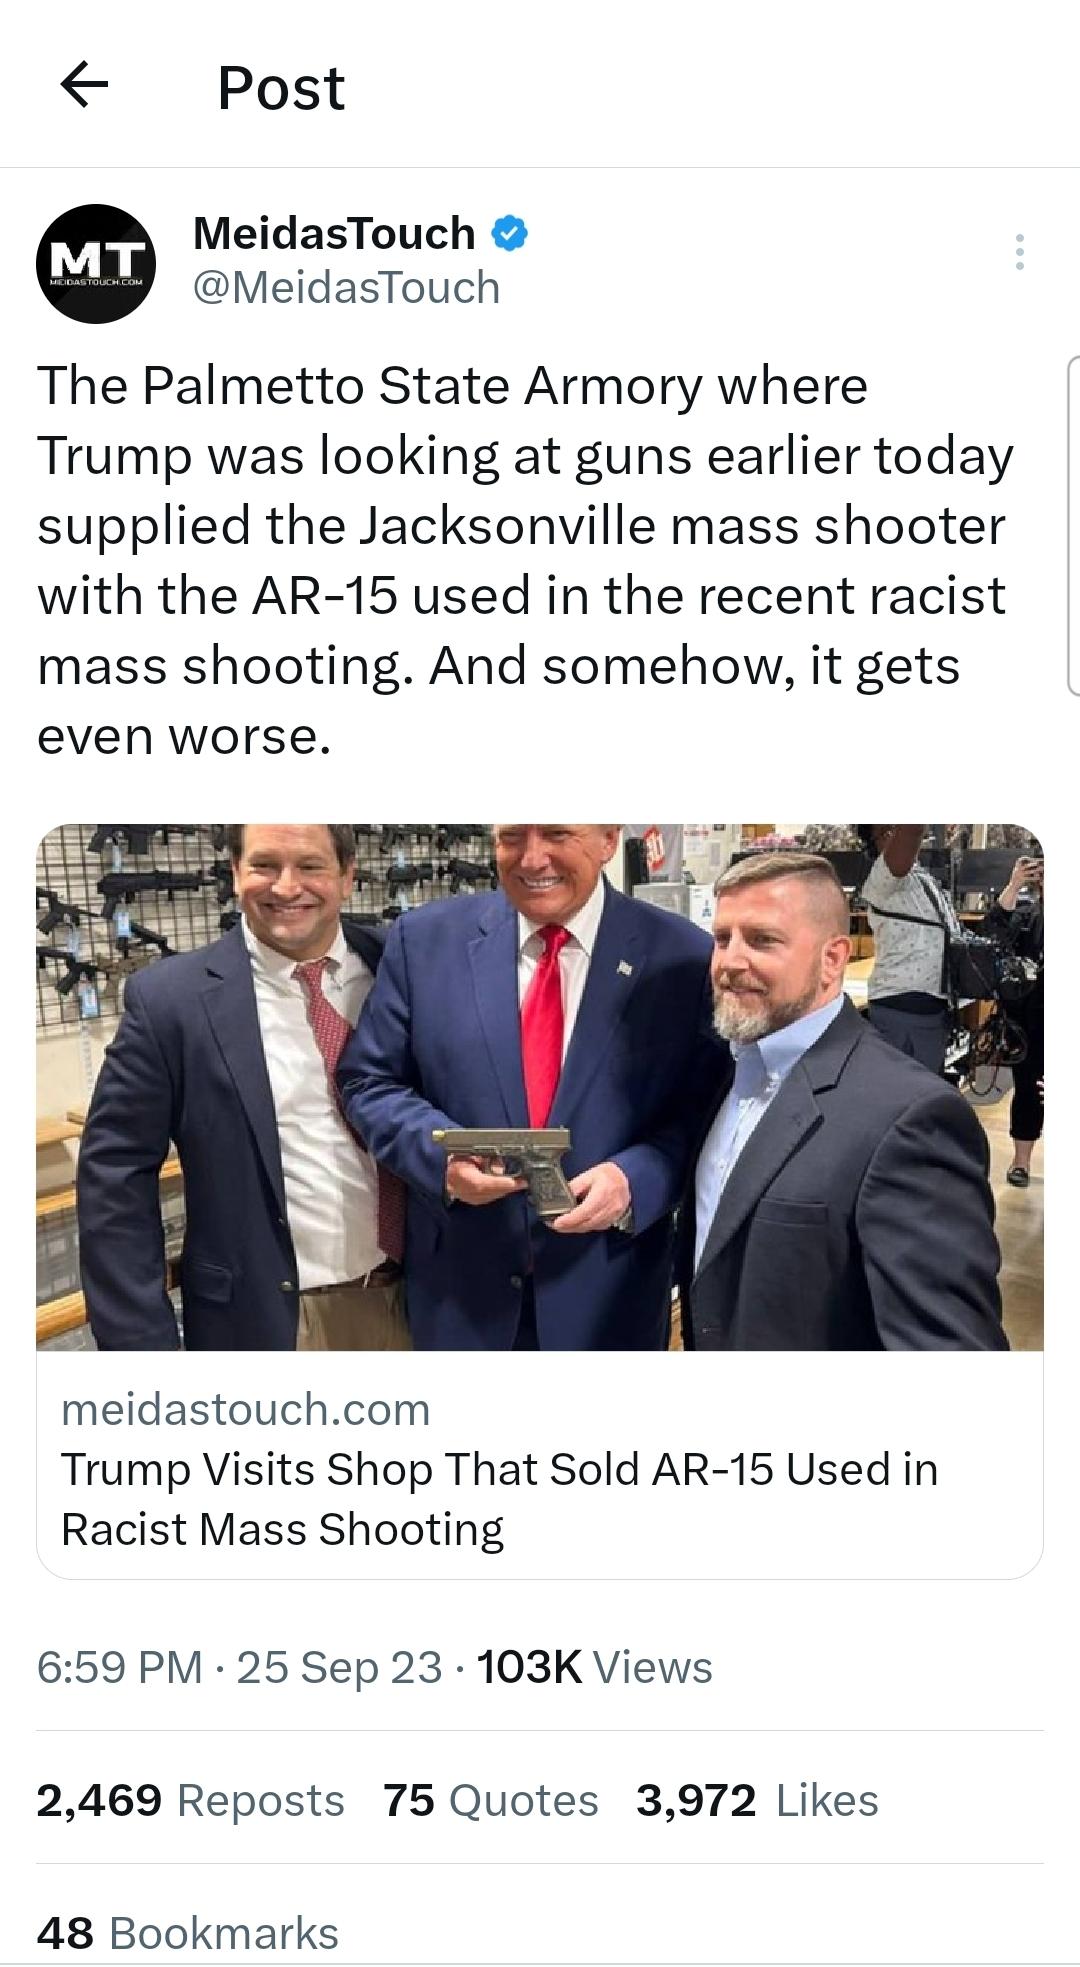 Post
MT
MEIDASTOUCH.COM
MeidasTouch
@MeidasTouch
The Palmetto State Armory where
Trump was looking at guns earlier today
supplied the Jacksonville mass shooter
with the AR-15 used in the recent racist
mass shooting. And somehow, it gets
even worse.
meidastouch.com
Trump Visits Shop That Sold AR-15 Used in
Racist Mass Shooting
6:59 PM · 25 Sep 23 · 103K Views
2,469 Reposts 75 Quotes 3,972 Likes
48 Bookmarks